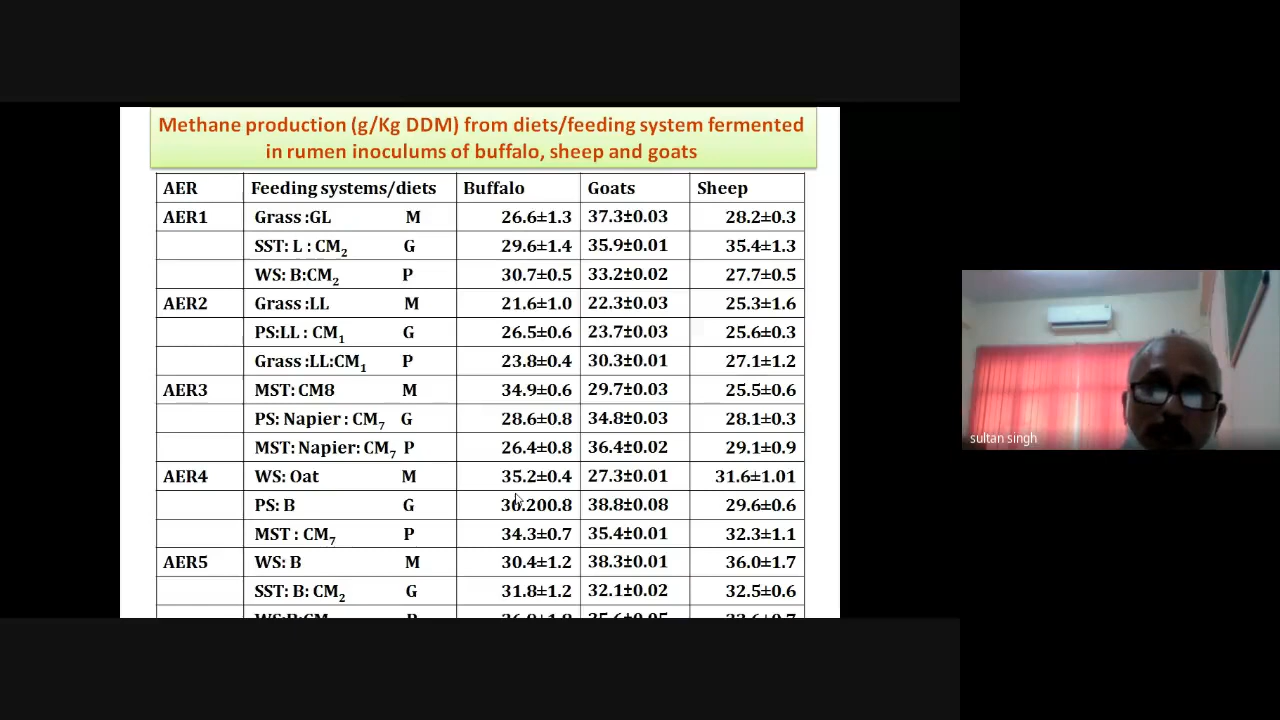 Methane production (g/Kg DDM) from diets/feeding system fermented
in rumen inoculums of buffalo, sheep and goats
AER Feeding systems/diets Buffalo Goats Sheep
AER1 Grass :GL M 26.6±1.3 37.3±0.03 28.2±0.3
SST: L : CM2 G 29.6±1.4 35.9±0.01 35.4±1.3
WS: B:CM2 P 30.7±0.5 33.2±0.02 27.7±0.5
AER2 Grass :LL M 21.6±1.0 22.3±0.03 25.3±1.6
PS:LL : CM1 G 26.5±0.6 23.7±0.03 25.6±0.3
Grass :LL:CM1 P 23.8±0.4 30.3±0.01 27.1±1.2
AER3 MST: CM8 M 34.9±0.6 29.7±0.03 25.5±0.6
PS: Napier : CM7 G 28.6±0.8 34.8±0.03 28.1±0.3
MST: Napier: CM7 P 26.4±0.8 36.4±0.02 29.1±0.9
AER4 WS: Oat M 35.2±0.4 27.3±0.01 31.6±1.01
PS: B G 30.200.8 38.8±0.08 29.6±0.6
MST : CM7 P 34.3±0.7 35.4±0.01 32.3±1.1
AER5 WS: B M 30.4±1.2 38.3±0.01 36.0±1.7
SST: B: CM2 G 31.8±1.2 32.1±0.02 32.5±0.6
sultan singh